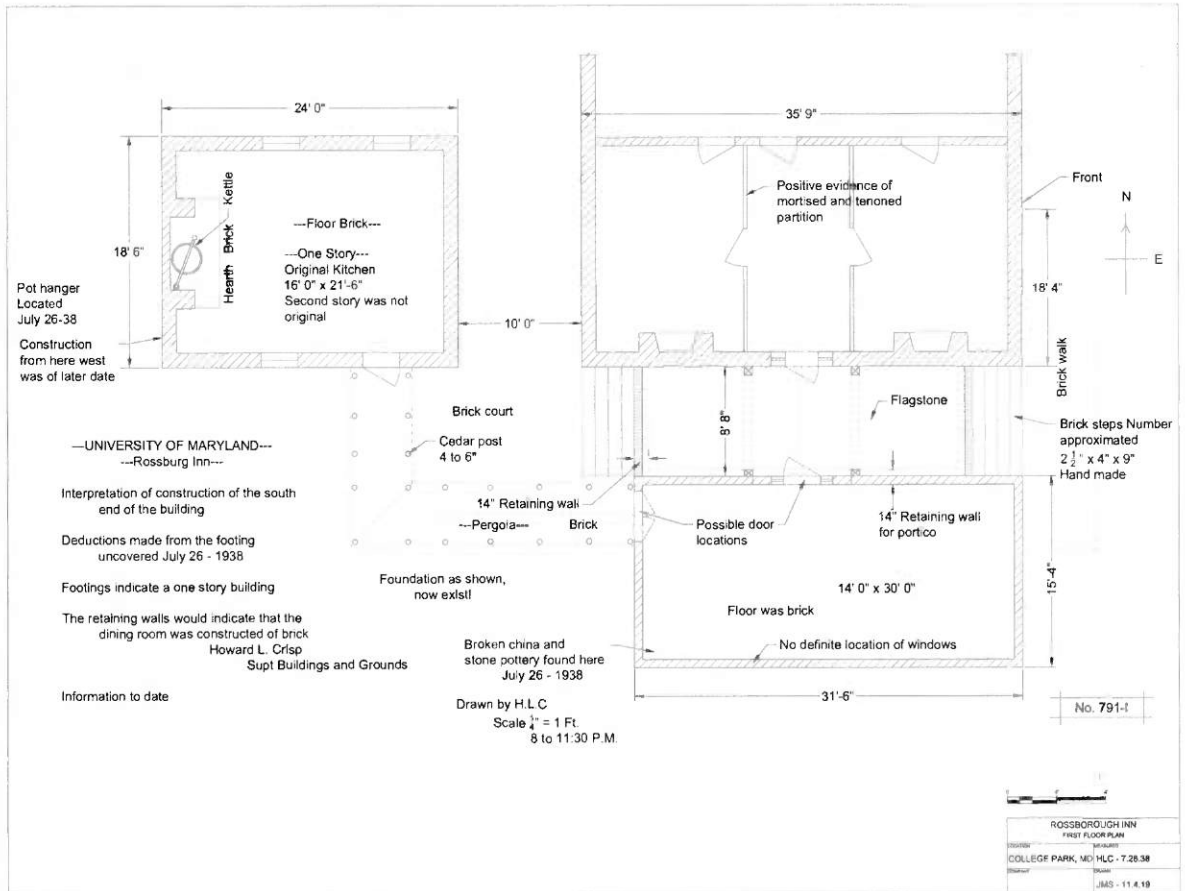 24' 0"
35' 9"
18' 6"
Hearth Brick Kettle
---Floor Brick---
---One Story---
Original Kitchen
16' 0" x 21'-6"
Second story was not
original
Positive evidence of
mortised and tenoned
partition
Front
N
E
18' 4"
Pot hanger
Located
July 26-38
Construction
from here west
was of later date
10' 0"
Brick walk
Brick court
Cedar post
4 to 6"
8' 8"
Flagstone
Brick steps Number
approximated
2 1/2" x 4" x 9"
Hand made
---UNIVERSITY OF MARYLAND---
---Rossburg Inn---
Interpretation of construction of the south
end of the building
Deductions made from the footing
uncovered July 26 - 1938
Footings indicate a one story building
The retaining walls would indicate that the
dining room was constructed of brick
Howard L. Crisp
Supt Buildings and Grounds
Information to date
14" Retaining wall
---Pergola--- Brick
Possible door
locations
14" Retaining wall
for portico
Foundation as shown,
now exist!
14' 0" x 30' 0"
15'-4"
Floor was brick
Broken china and
stone pottery found here
July 26 - 1938
No definite location of windows
31'-6"
Drawn by H.L.C
Scale 1/4" = 1 Ft.
8 to 11:30 P.M.
No. 791-
ROSSBOROUGH INN
FIRST FLOOR PLAN
LOCATION
MEASURED
COLLEGE PARK, MD
HLC - 7.26.38
DRAWN
JMS - 11.4.19